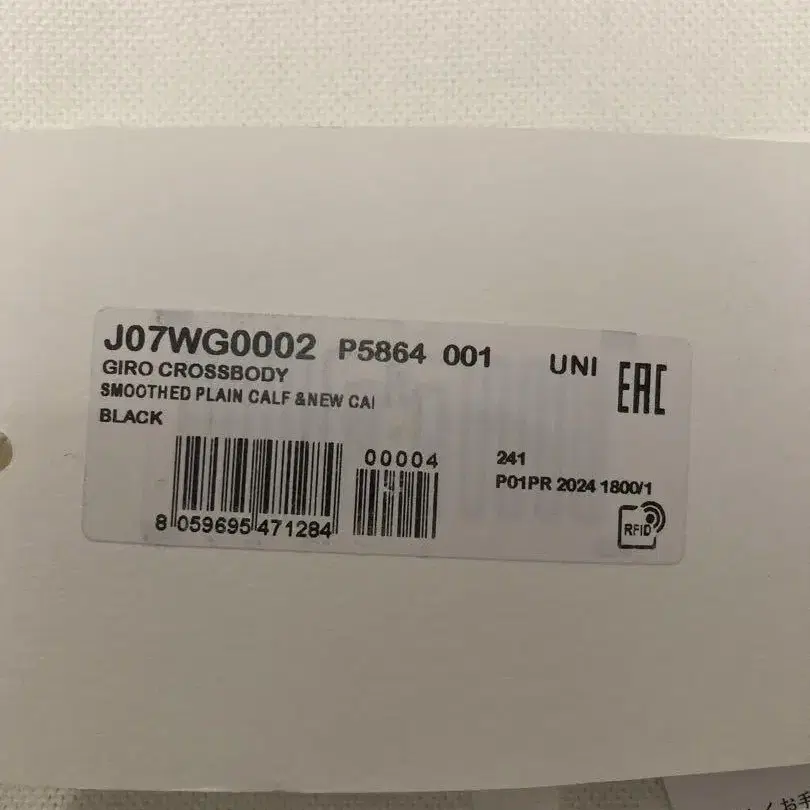 J07WG0002 P5864 001 UNI EAC
GIRO CROSSBODY
SMOOTHED PLAIN CALF &NEW CAI
BLACK
00004
241
P01PR 2024 1800/1
8 059695 471284
RFID